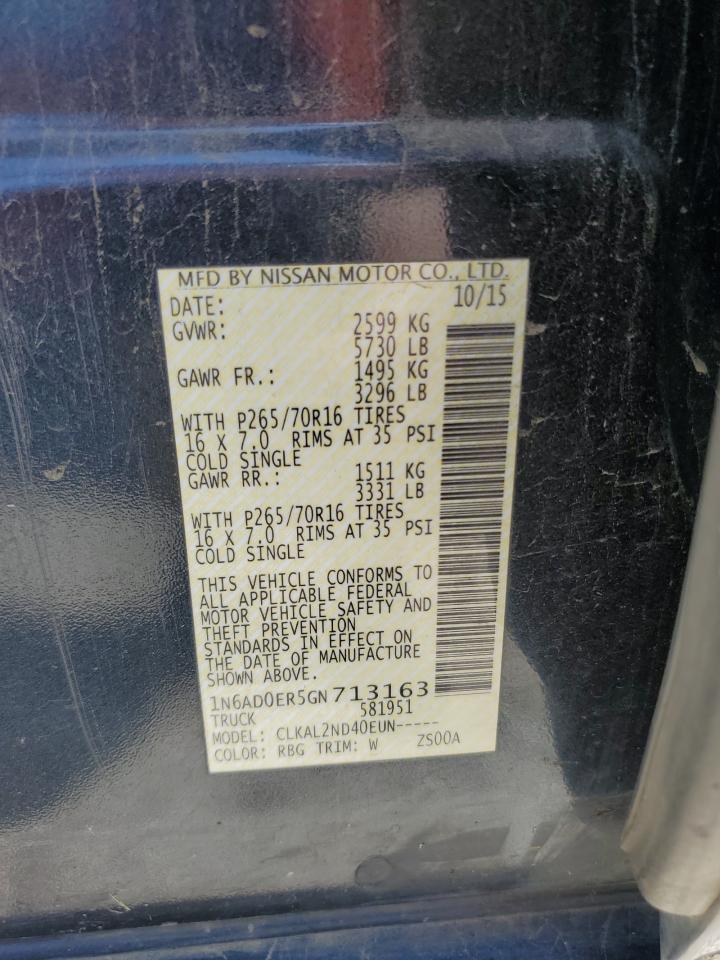 MFD BY NISSAN MOTOR CO., LTD.
DATE: 10/15
GVWR: 2599 KG
5730 LB
GAWR FR.: 1495 KG
3296 LB
WITH P265/70R16 TIRES
16 X 7.0 RIMS AT 35 PSI
COLD SINGLE
GAWR RR.: 1511 KG
3331 LB
WITH P265/70R16 TIRES
16 X 7.0 RIMS AT 35 PSI
COLD SINGLE
THIS VEHICLE CONFORMS TO
ALL APPLICABLE FEDERAL
MOTOR VEHICLE SAFETY AND
THEFT PREVENTION
STANDARDS IN EFFECT ON
THE DATE OF MANUFACTURE
SHOWN ABOVE.
1N6AD0ER5GN713163
TRUCK 581951
MODEL: CLKAL2ND40EUN-----
COLOR: RBG TRIM: W ZS00A